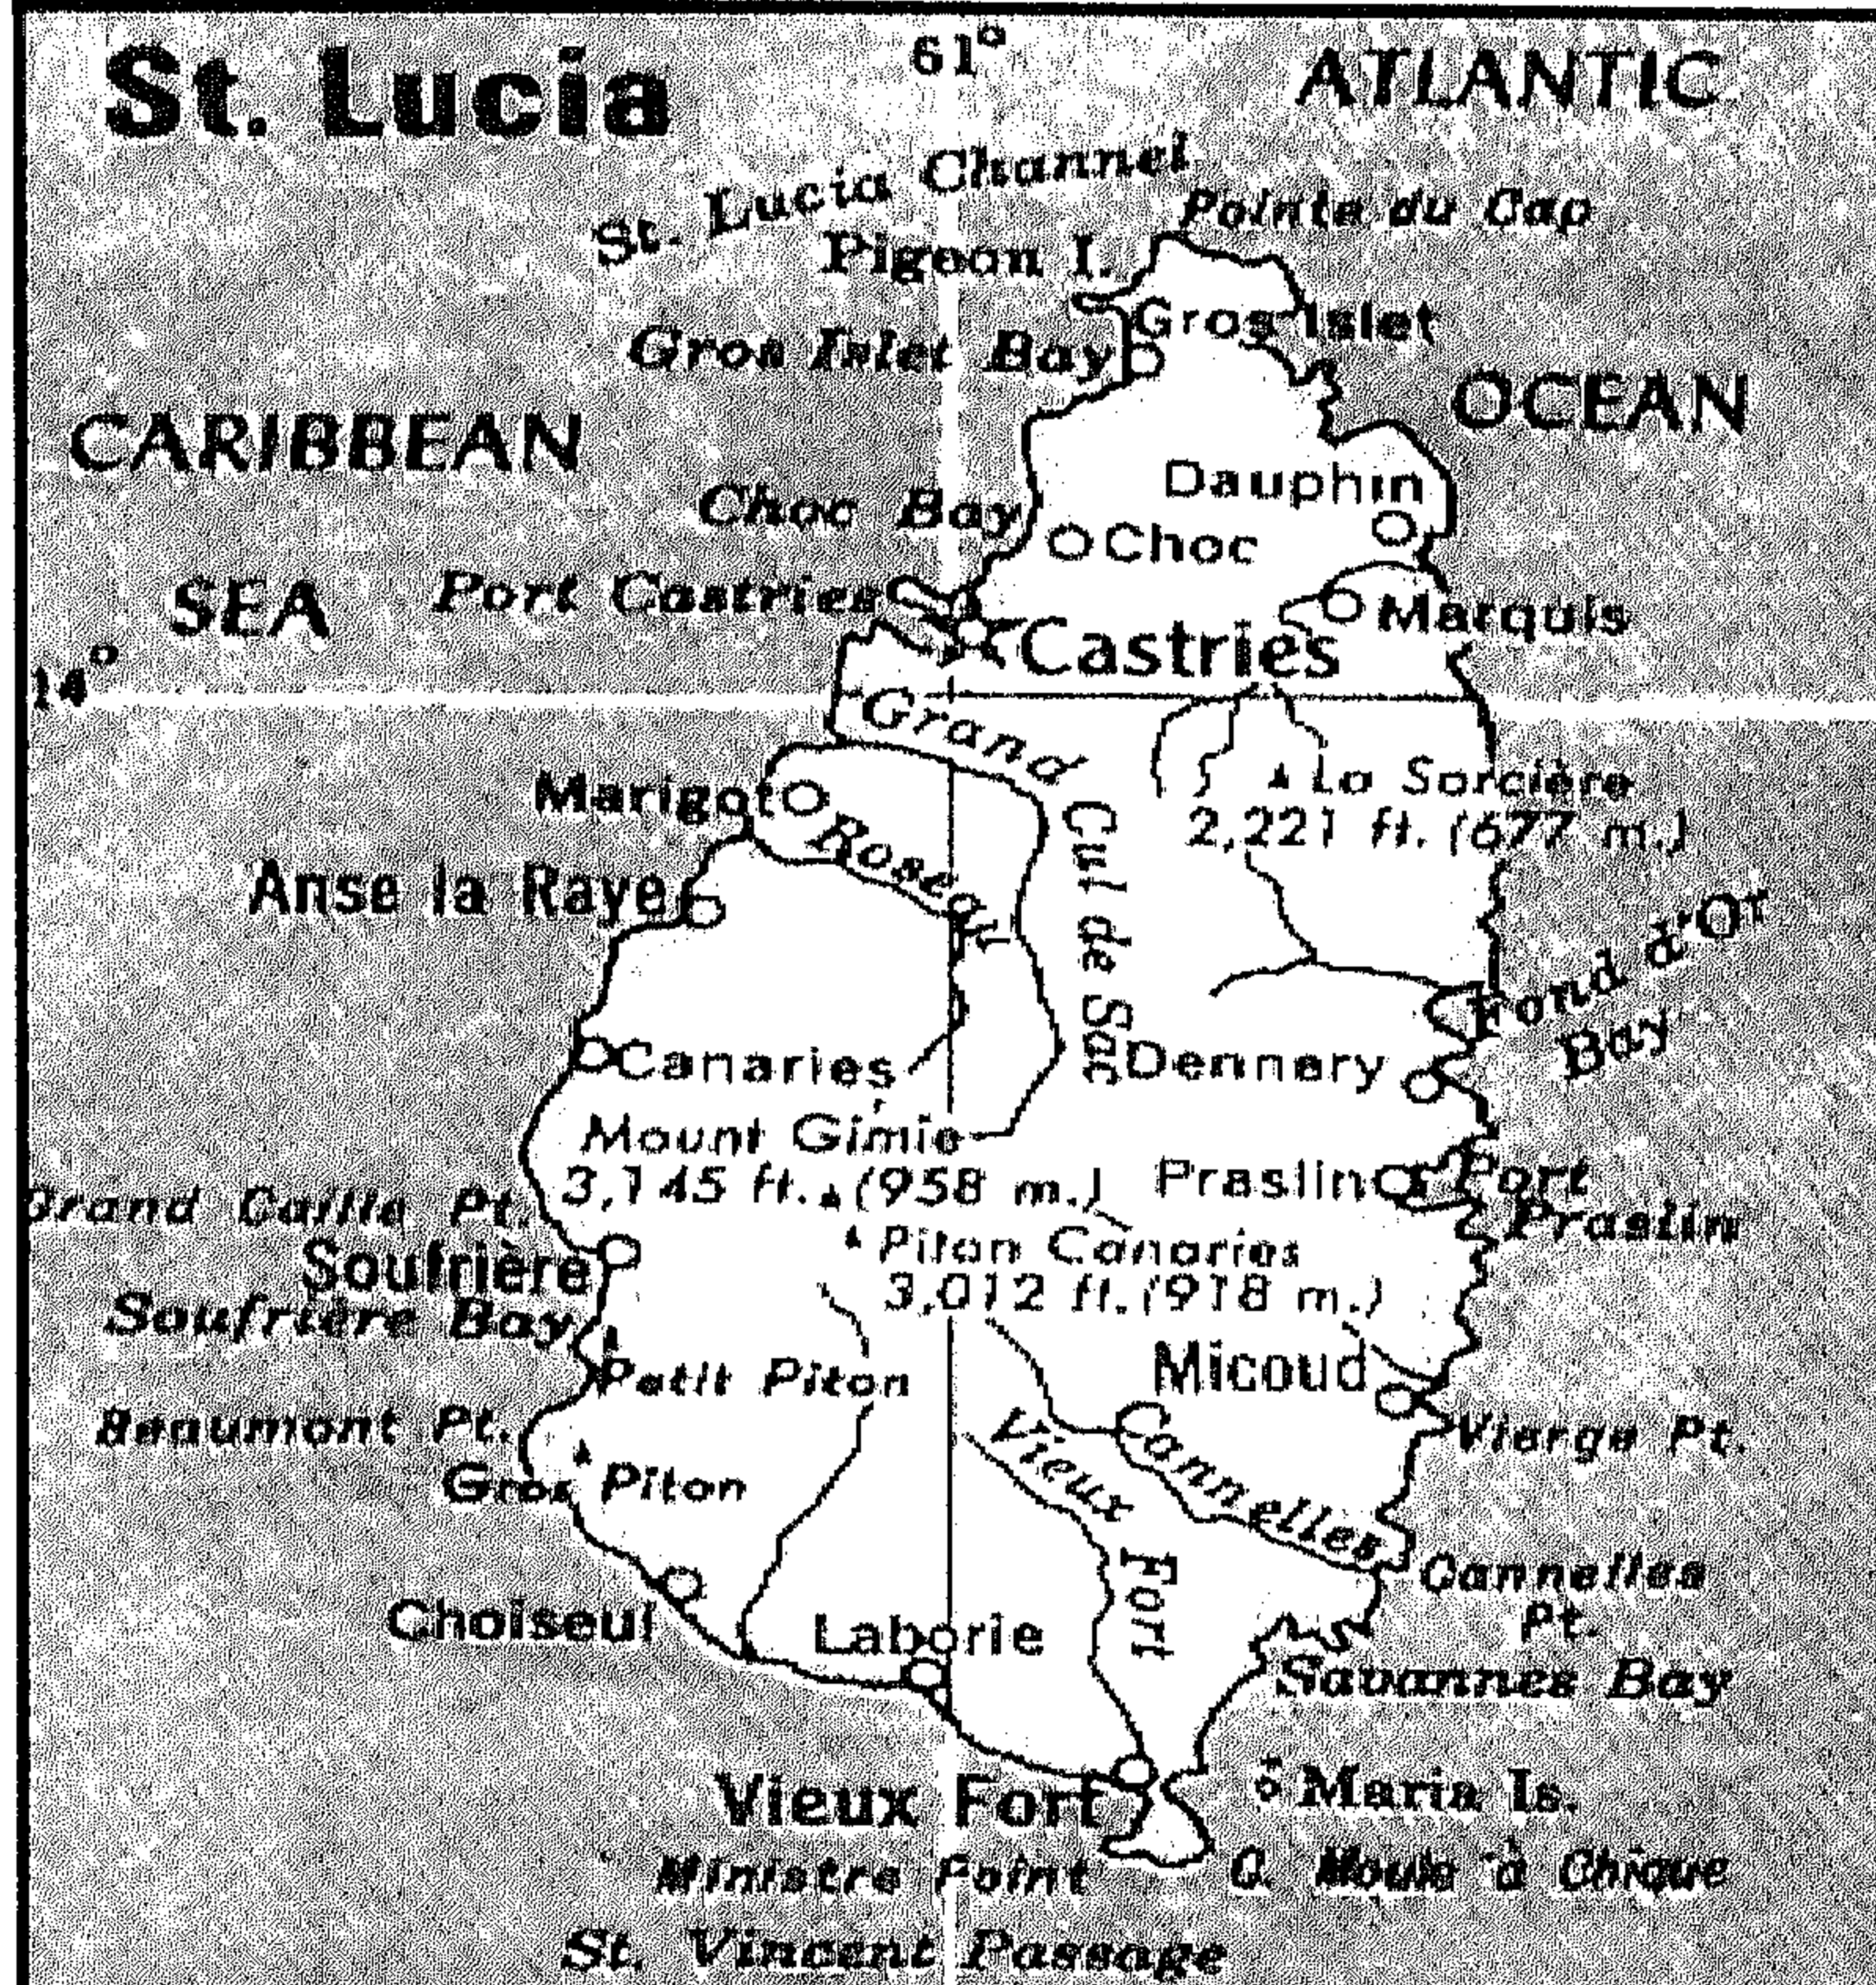 St. Lucia
61°
ATLANTIC
St. Lucia Channel
Pointe du Cap
Pigeon I.
Gros Islet
Gros Islet Bay
OCEAN
CARIBBEAN
Dauphin
Choc Bay
Choc
SEA
Port Castries
Marquis
Castries
14°
Grand
Cul de Sac
Marigot
La Sorcière
2,221 ft. (677 m.)
Roseau
Anse la Raye
Fond d'Or
Bay
Canaries
Dennery
Mount Gimie
3,145 ft. (958 m.)
Praslin
Port
Praslin
Grand Caille Pt.
Piton Canaries
3,012 ft. (918 m.)
Soufrière
Soufrière Bay
Petit Piton
Micoud
Beaumont Pt.
Vierge Pt.
Gros Piton
Vieux Fort
Cannelles
Cannelles
Pt.
Choiseul
Laborie
Savannes Bay
Vieux Fort
Maria Is.
Ministre Point
C. Moule à Chique
St. Vincent Passage